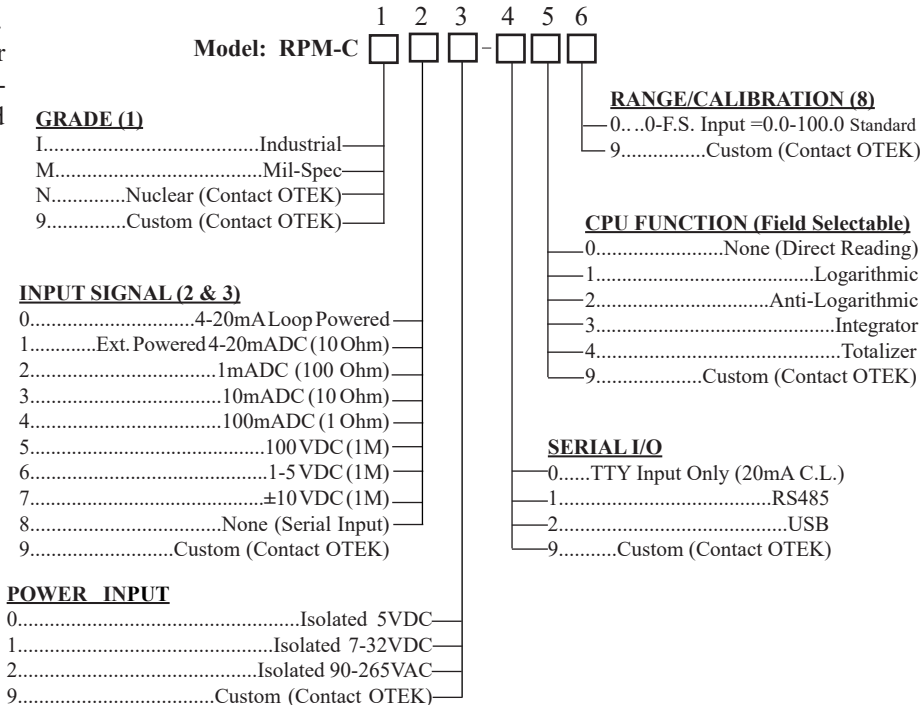 1 2 3 4 5 6
Model: RPM-C -
r
-
d
GRADE (1)
I.......................................Industrial
M......................................Mil-Spec
N.............Nuclear (Contact OTEK)
9................Custom (Contact OTEK)
INPUT SIGNAL (2 & 3)
0................................4-20mA Loop Powered
1............Ext. Powered 4-20mADC (10 Ohm)
2....................................1mADC (100 Ohm)
3.....................................10mADC (10 Ohm)
4.....................................100mADC (1 Ohm)
5.............................................100 VDC (1M)
6.............................................1-5 VDC (1M)
7............................................±10 VDC (1M)
8.....................................None (Serial Input)
9............................Custom (Contact OTEK)
POWER INPUT
0...................................................Isolated 5VDC
1..............................................Isolated 7-32VDC
2...........................................Isolated 90-265VAC
9...................................Custom (Contact OTEK)
RANGE/CALIBRATION (8)
0.. ..0-F.S. Input =0.0-100.0 Standard
9................Custom (Contact OTEK)
CPU FUNCTION (Field Selectable)
0........................None (Direct Reading)
1.........................................Logarithmic
2................................Anti-Logarithmic
3.............................................Integrator
4..............................................Totalizer
9.....................Custom (Contact OTEK)
SERIAL I/O
0......TTY Input Only (20mA C.L.)
1........................................RS485
2...........................................USB
9...........Custom (Contact OTEK)